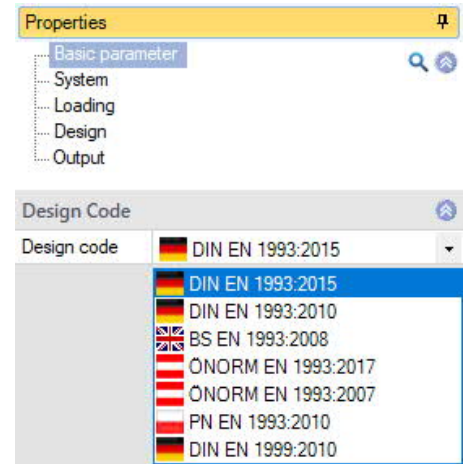 Properties
Basic parameter
System
Loading
Design
Output
Design Code
Design code DIN EN 1993:2015
DIN EN 1993:2015
DIN EN 1993:2010
BS EN 1993:2008
ÖNORM EN 1993:2017
ÖNORM EN 1993:2007
PN EN 1993:2010
DIN EN 1999:2010